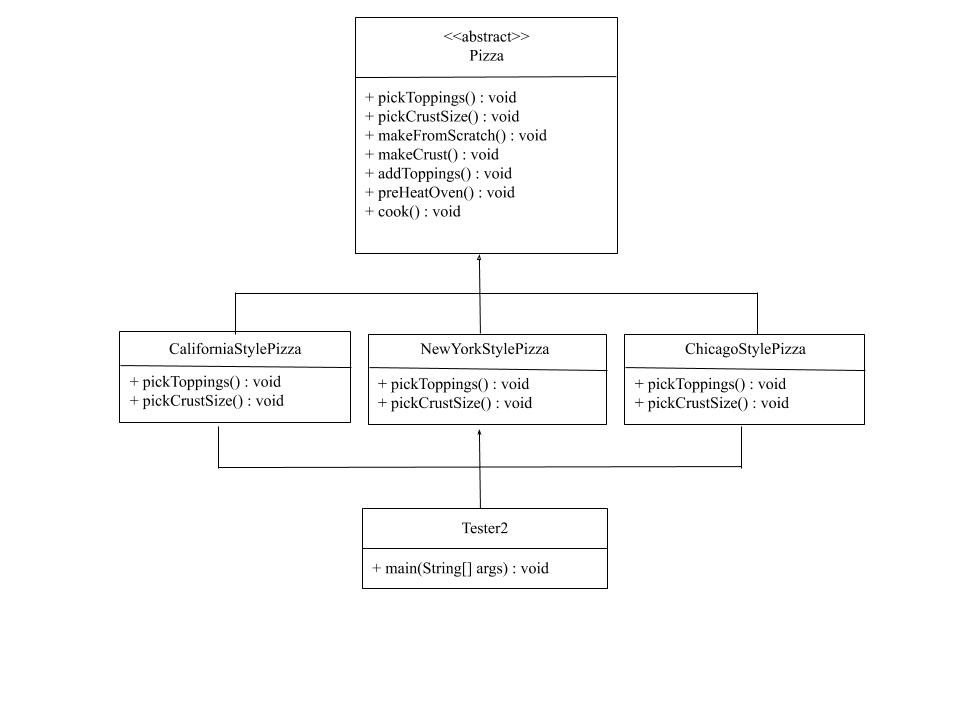 <<abstract>>
Pizza
+ pickToppings() : void
+ pickCrustSize() : void
+ makeFromScratch() : void
+ makeCrust() : void
+ addToppings() : void
+ preHeatOven() : void
+ cook() : void
CaliforniaStylePizza
+ pickToppings() : void
+ pickCrustSize() : void
NewYorkStylePizza
+ pickToppings() : void
+ pickCrustSize() : void
ChicagoStylePizza
+ pickToppings() : void
+ pickCrustSize() : void
Tester2
+ main(String[] args) : void